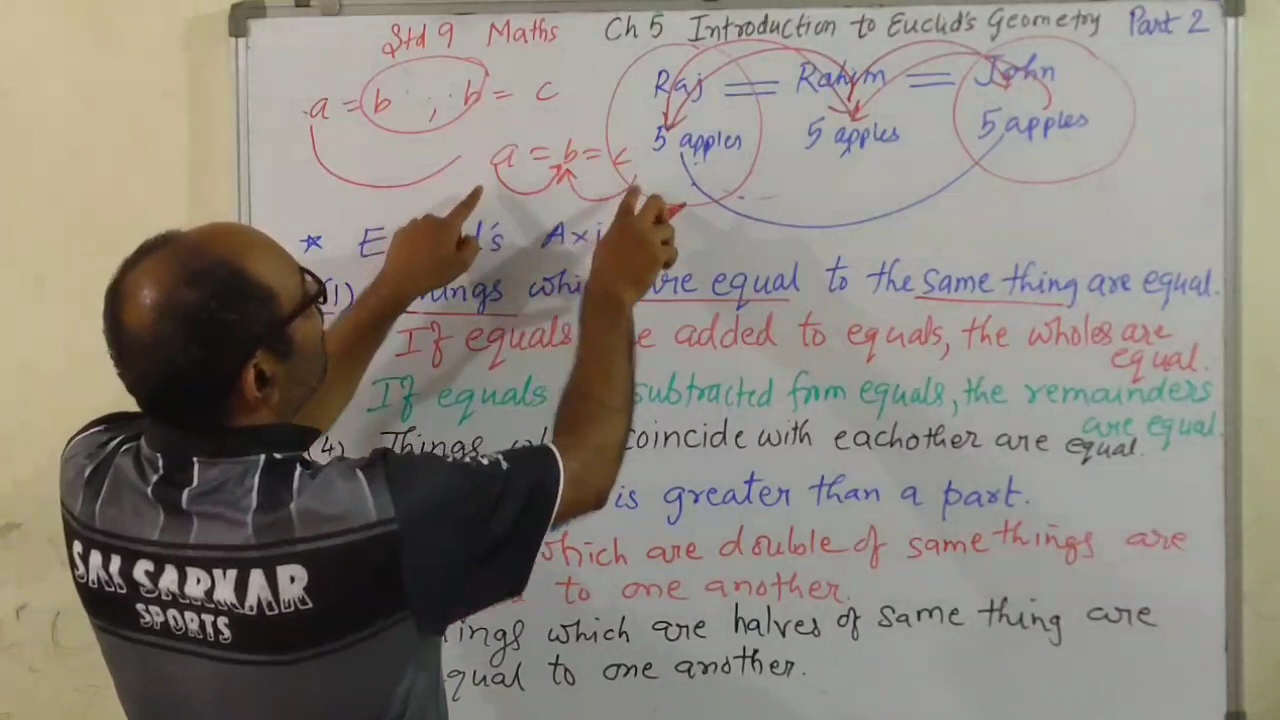 Std 9 Maths Ch 5 Introduction to Euclid's Geometry Part 2
a = b , b = c
Raj = Rahim = John
5 apples 5 apples 5 apples
a = b = c
* E 's Axi
(1) which are equal to the same thing are equal.
If equals added to equals, the wholes are
equal.
If equals subtracted from equals, the remainders
are equal.
(4) Things coincide with eachother are equal.
is greater than a part.
which are double of same things are
to one another.
which are halves of same thing are
equal to one another.
SAI SARKAR
SPORTS